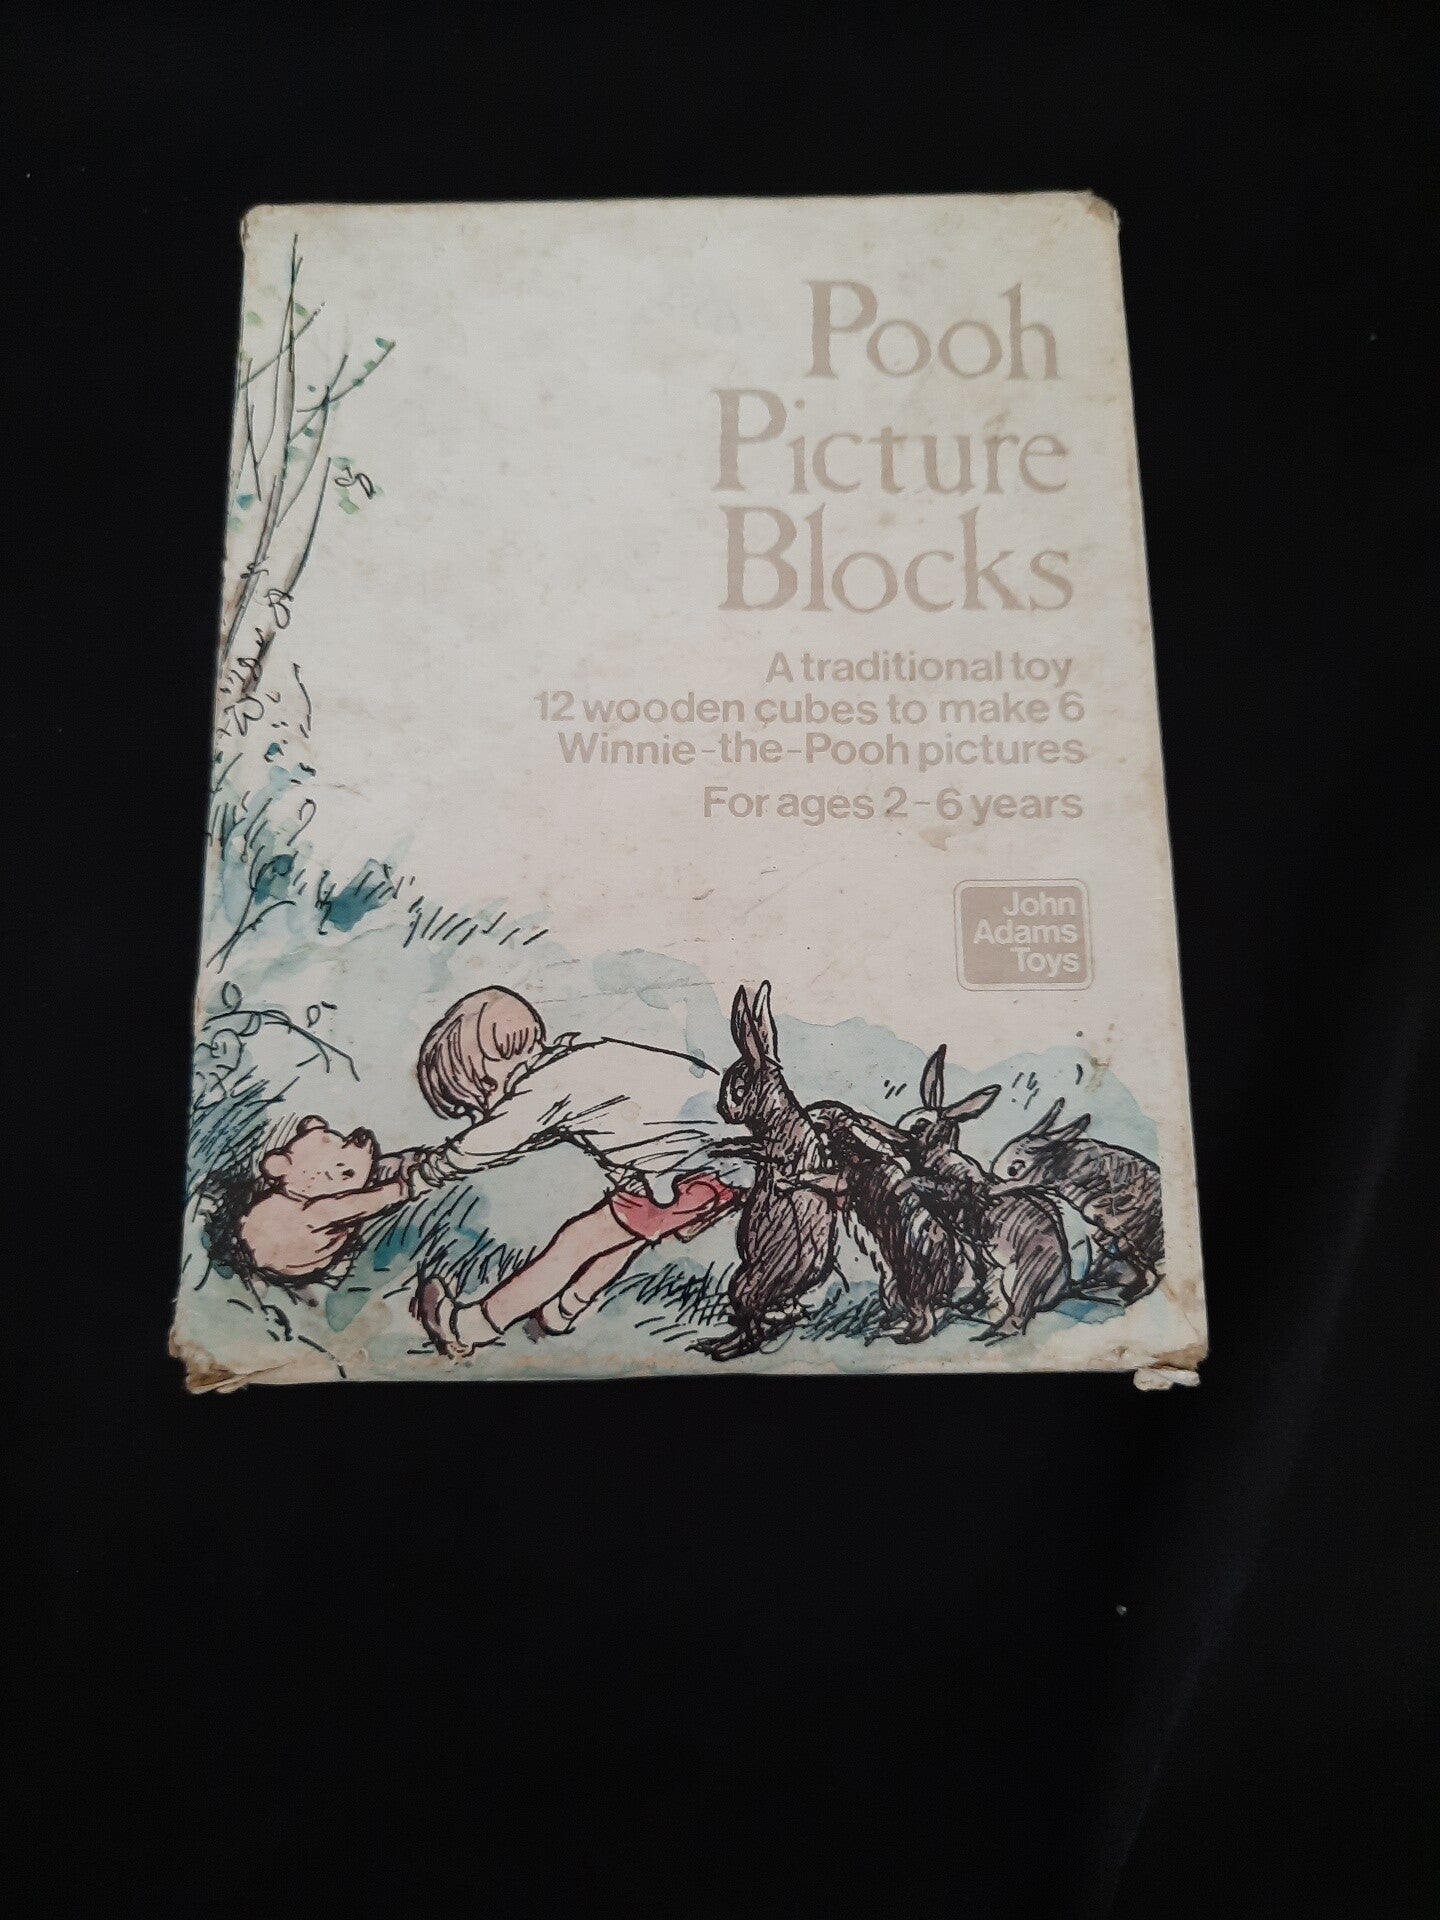 Pooh
Picture
Blocks
A traditional toy
12 wooden cubes to make 6
Winnie-the-Pooh pictures
For ages 2-6 years
John
Adams
Toys